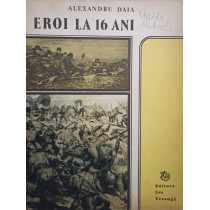 ALEXANDRU DAIA
EROI LA 16 ANI
Editura
Ion
Creangă